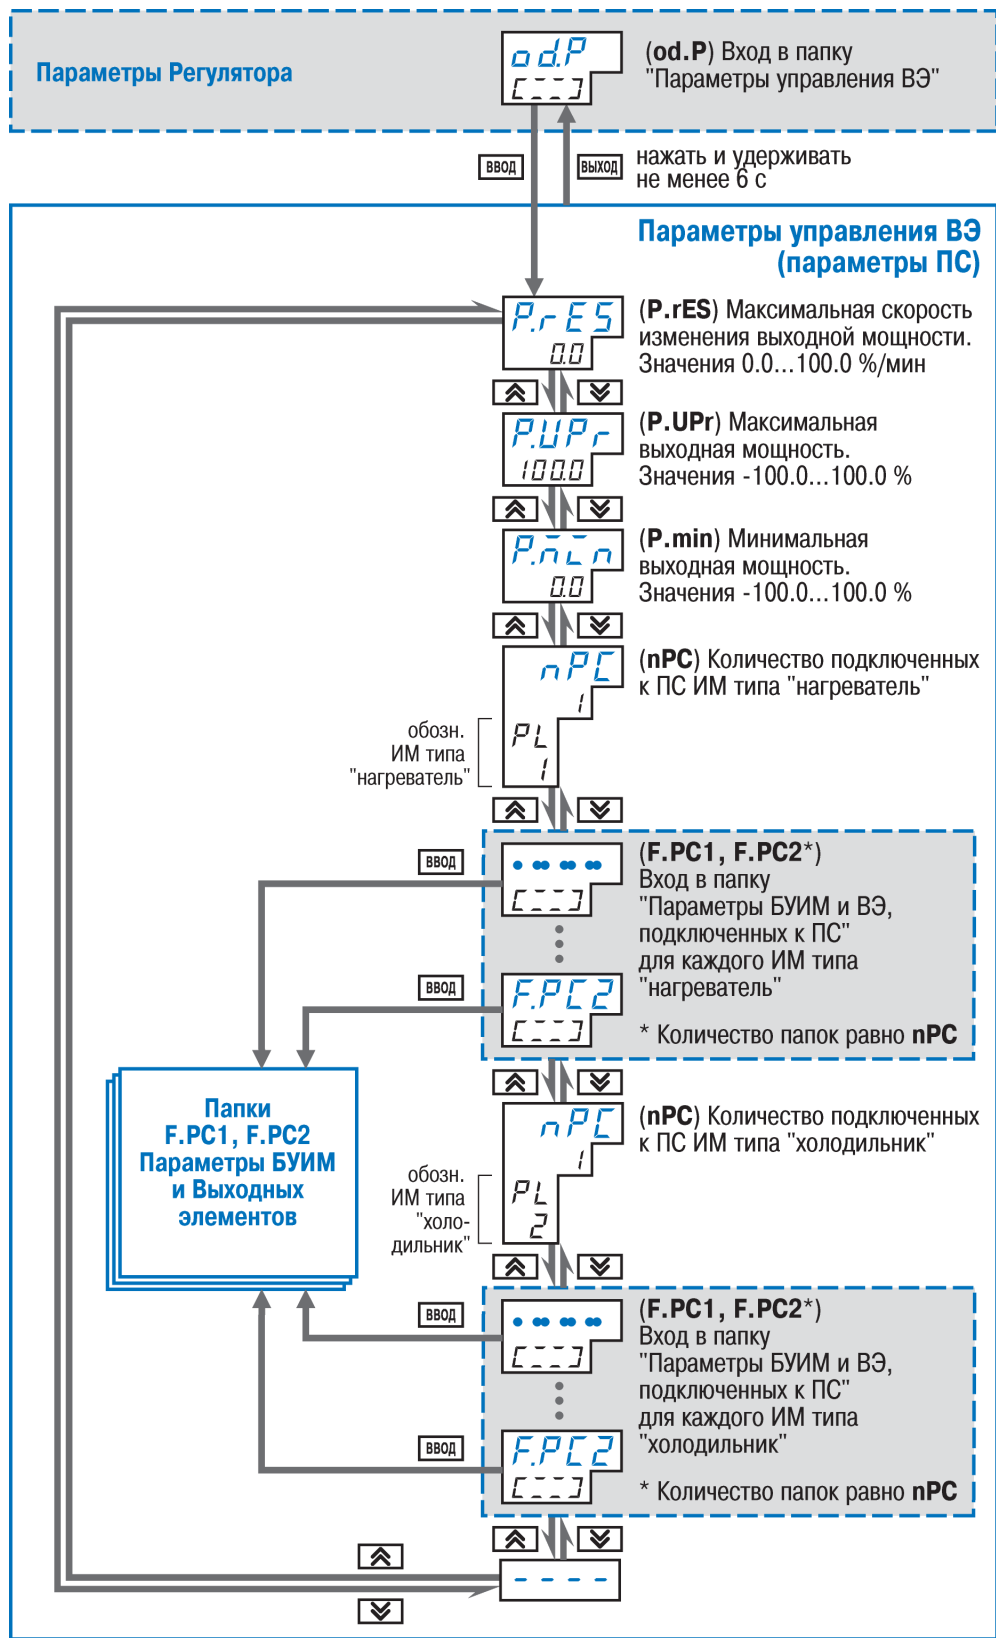 Параметры Регулятора
od.P
(od.P) Вход в папку
"Параметры управления ВЭ"
ВВОД
ВЫХОД
нажать и удерживать
не менее 6 с
Параметры управления ВЭ
(параметры ПС)
P.rES
0.0
(P.rES) Максимальная скорость
изменения выходной мощности.
Значения 0.0...100.0 %/мин
P.UPr
100.0
(P.UPr) Максимальная
выходная мощность.
Значения -100.0...100.0 %
P.min
0.0
(P.min) Минимальная
выходная мощность.
Значения -100.0...100.0 %
nPC
1
PL
1
(nPC) Количество подключенных
к ПС ИМ типа "нагреватель"
обозн.
ИМ типа
"нагреватель"
ВВОД
(F.PC1, F.PC2*)
Вход в папку
"Параметры БУИМ и ВЭ,
подключенных к ПС"
для каждого ИМ типа
"нагреватель"
ВВОД
F.PC2
* Количество папок равно nPC
Папки
F.PC1, F.PC2
Параметры БУИМ
и Выходных
элементов
nPC
1
PL
2
(nPC) Количество подключенных
к ПС ИМ типа "холодильник"
обозн.
ИМ типа
"холо-
дильник"
ВВОД
(F.PC1, F.PC2*)
Вход в папку
"Параметры БУИМ и ВЭ,
подключенных к ПС"
для каждого ИМ типа
"холодильник"
ВВОД
F.PC2
* Количество папок равно nPC
- - - -